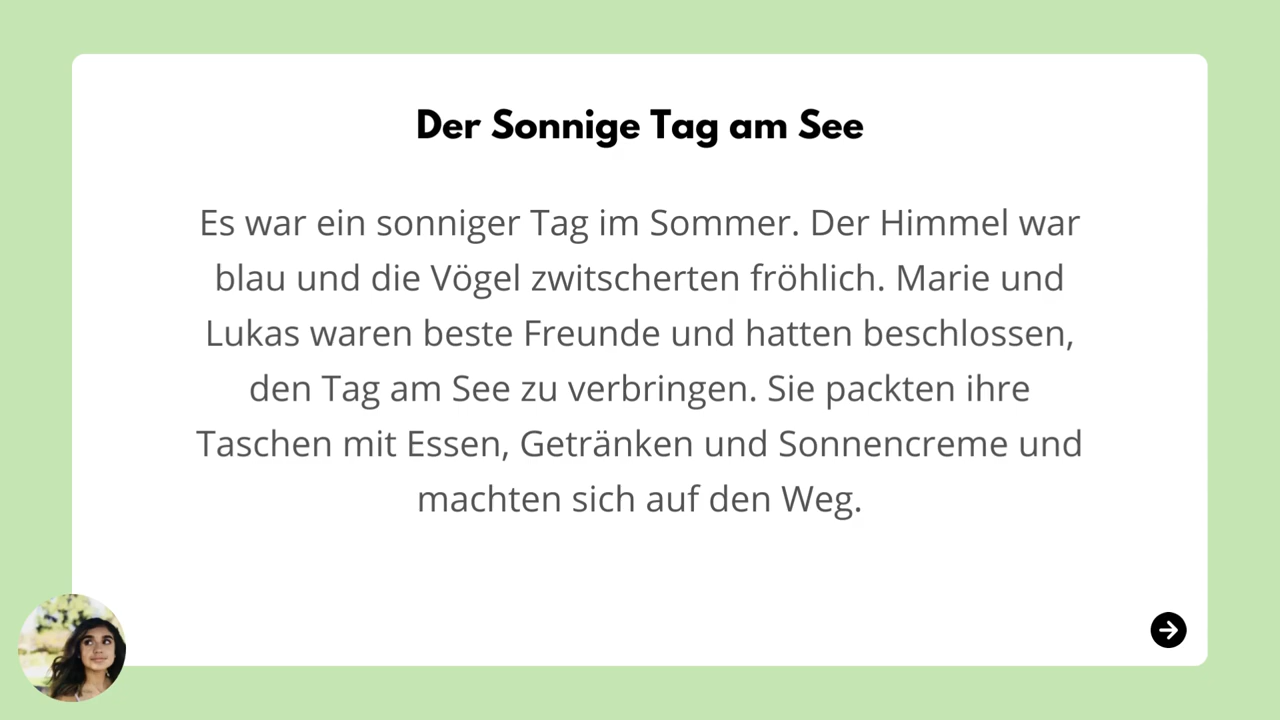 Der Sonnige Tag am See
Es war ein sonniger Tag im Sommer. Der Himmel war
blau und die Vögel zwitscherten fröhlich. Marie und
Lukas waren beste Freunde und hatten beschlossen,
den Tag am See zu verbringen. Sie packten ihre
Taschen mit Essen, Getränken und Sonnencreme und
machten sich auf den Weg.